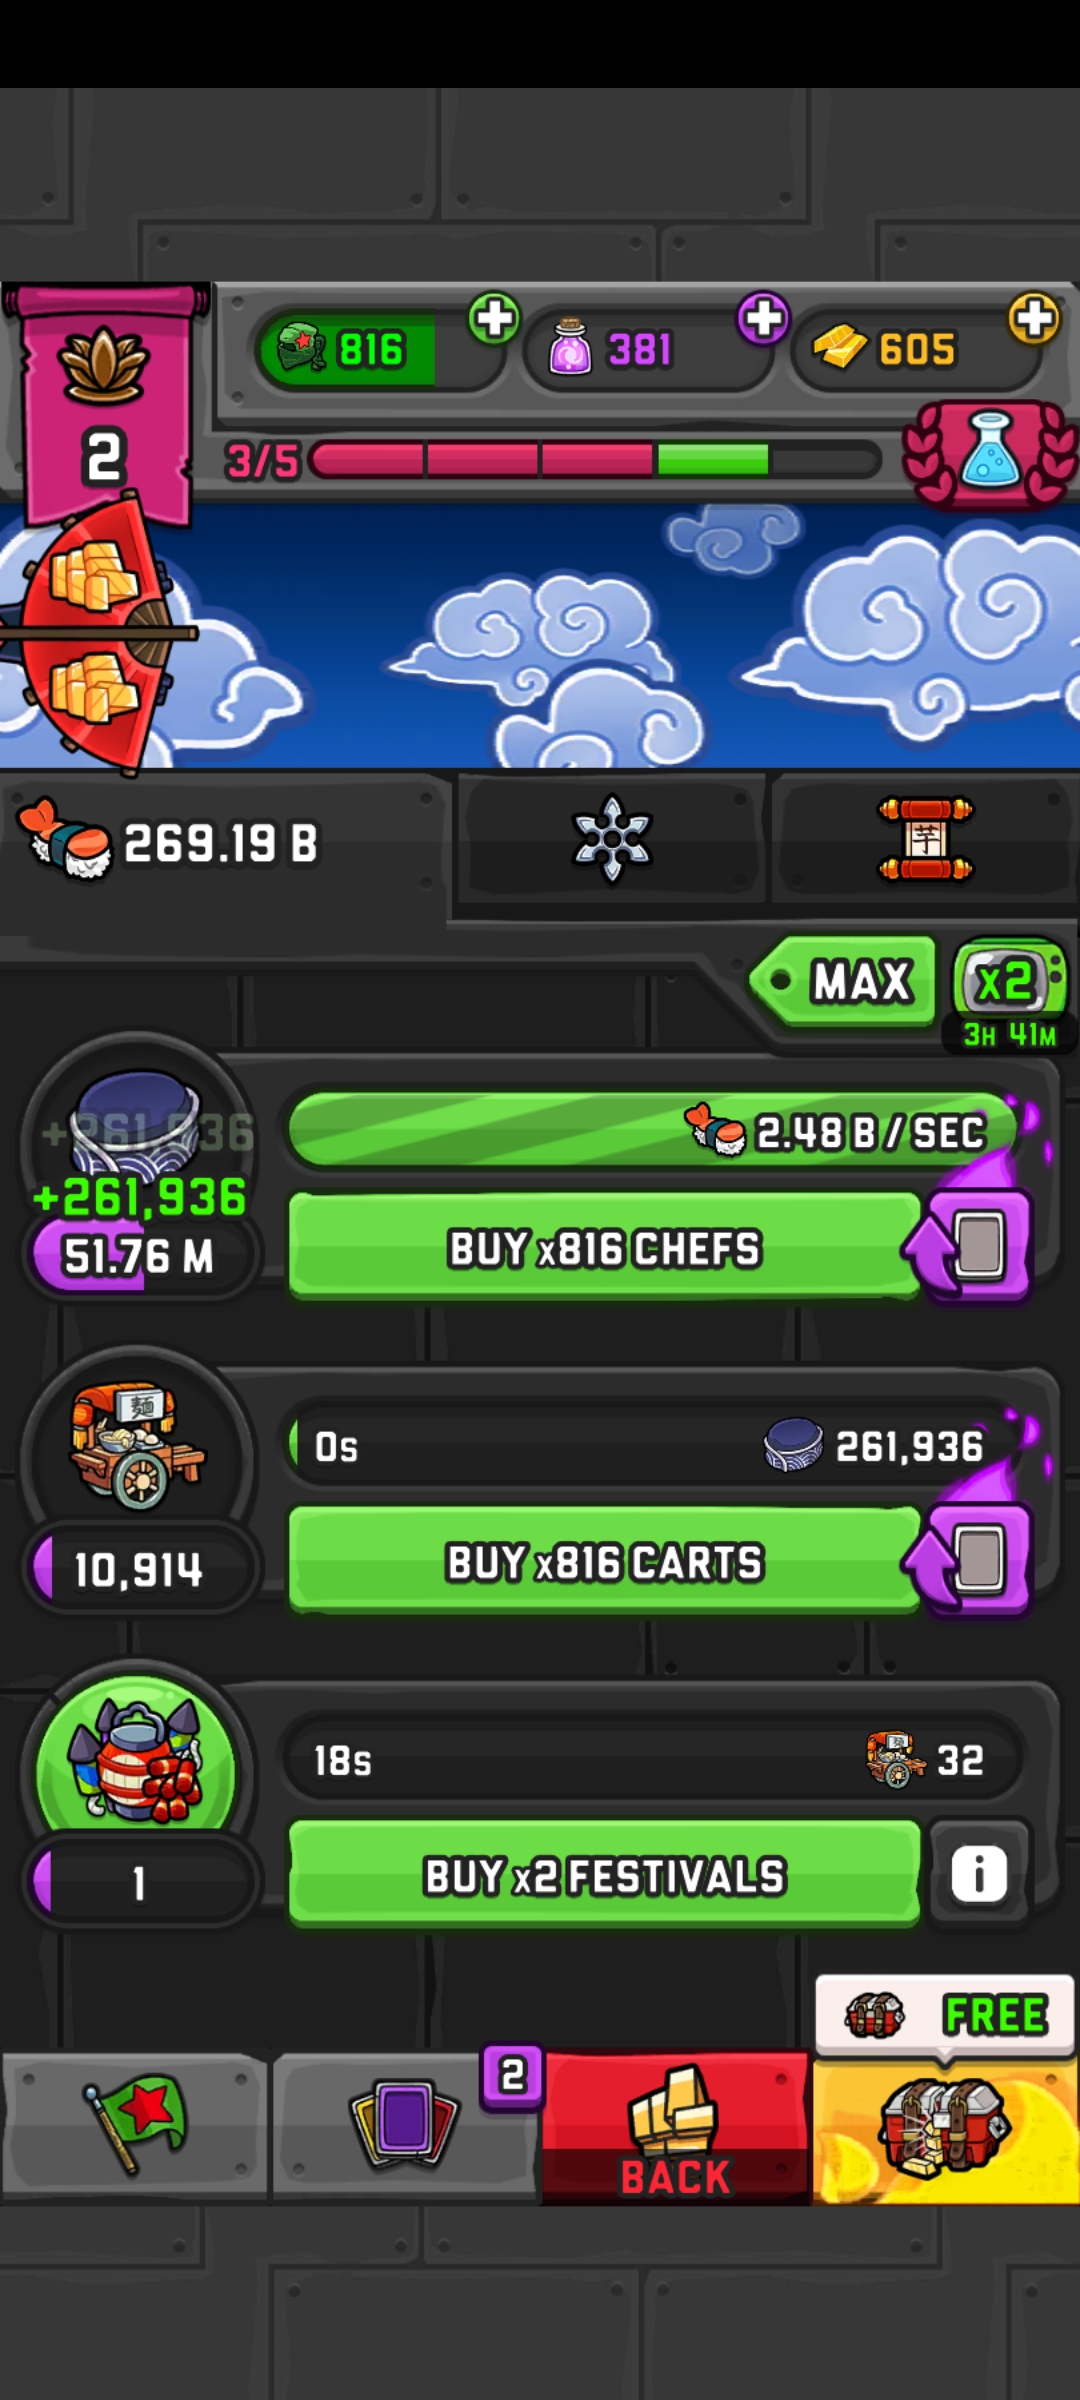 816
381
605
2
3/5
269.19 B
芋
MAX
x2
3H 41M
+261,936
2.48 B / SEC
+261,936
51.76 M
BUY x816 CHEFS
麺
0s
261,936
10,914
BUY x816 CARTS
18s
32
1
BUY x2 FESTIVALS
i
FREE
2
BACK